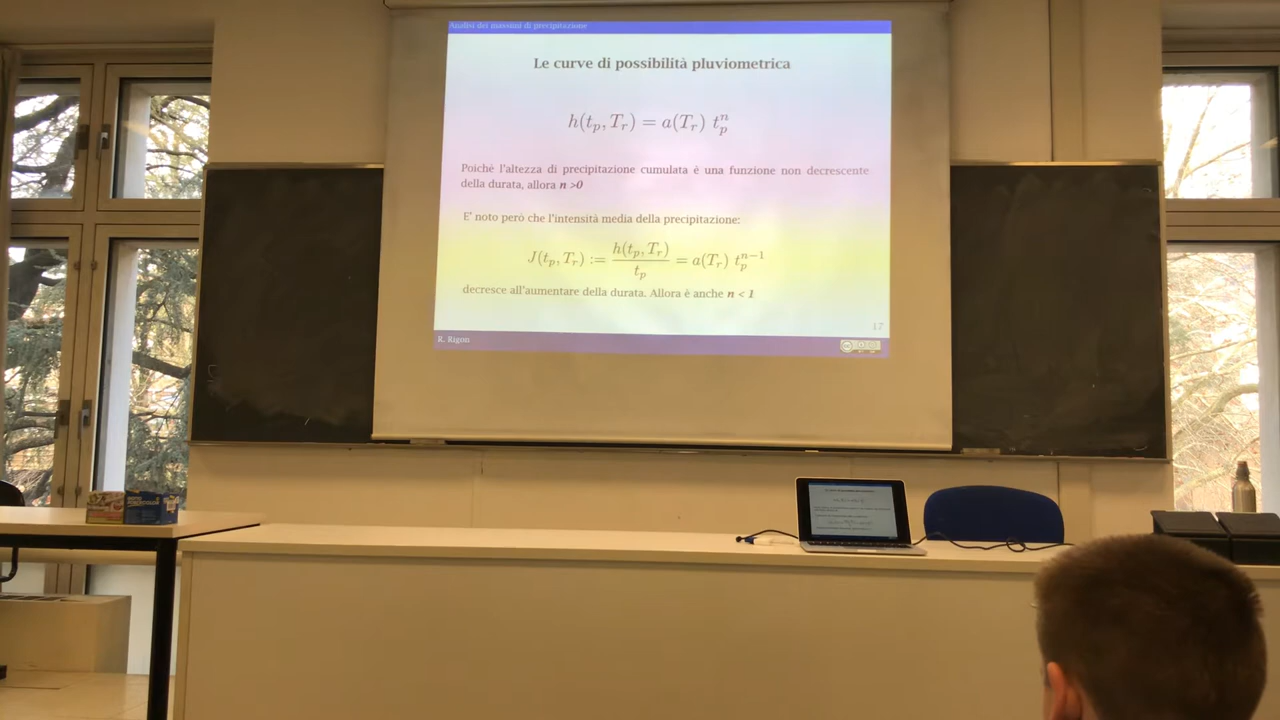 Analisi dei massimi di precipitazione
Le curve di possibilità pluviometrica
h(t_p, T_r) = a(T_r) t_p^n
Poichè l'altezza di precipitazione cumulata è una funzione non decrescente
della durata, allora n >0
E' noto però che l'intensità media della precipitazione:
J(t_p, T_r) := h(t_p, T_r) / t_p = a(T_r) t_p^{n-1}
decresce all'aumentare della durata. Allora è anche n < 1
17
R. Rigon